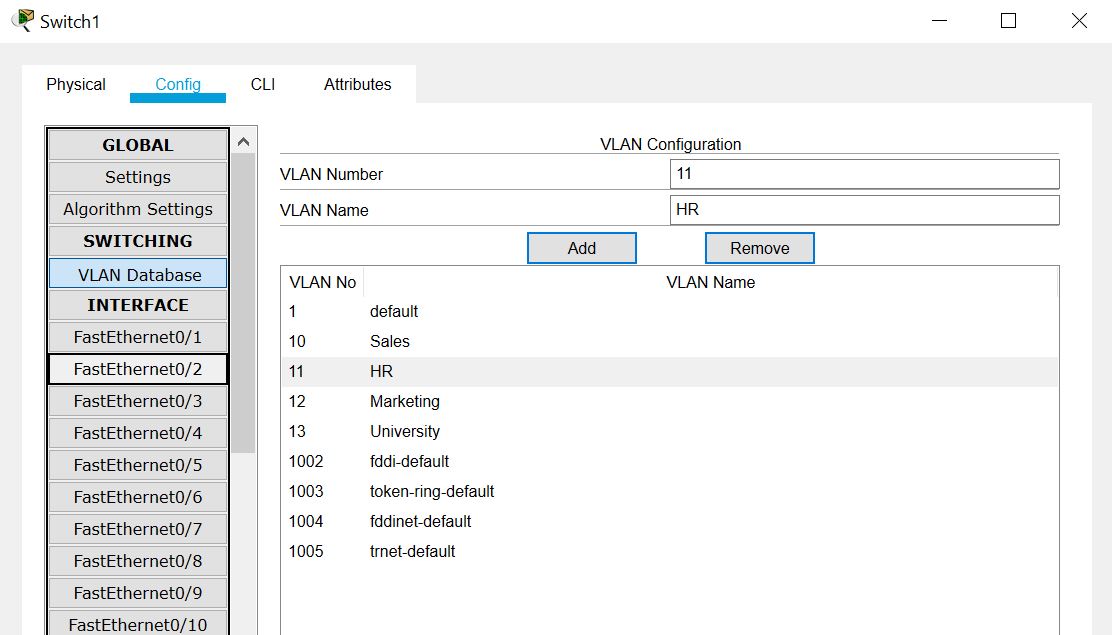 Switch1
Physical Config CLI Attributes
GLOBAL
Settings
Algorithm Settings
SWITCHING
VLAN Database
INTERFACE
FastEthernet0/1
FastEthernet0/2
FastEthernet0/3
FastEthernet0/4
FastEthernet0/5
FastEthernet0/6
FastEthernet0/7
FastEthernet0/8
FastEthernet0/9
FastEthernet0/10
VLAN Configuration
VLAN Number 11
VLAN Name HR
Add Remove
VLAN No VLAN Name
1 default
10 Sales
11 HR
12 Marketing
13 University
1002 fddi-default
1003 token-ring-default
1004 fddinet-default
1005 trnet-default